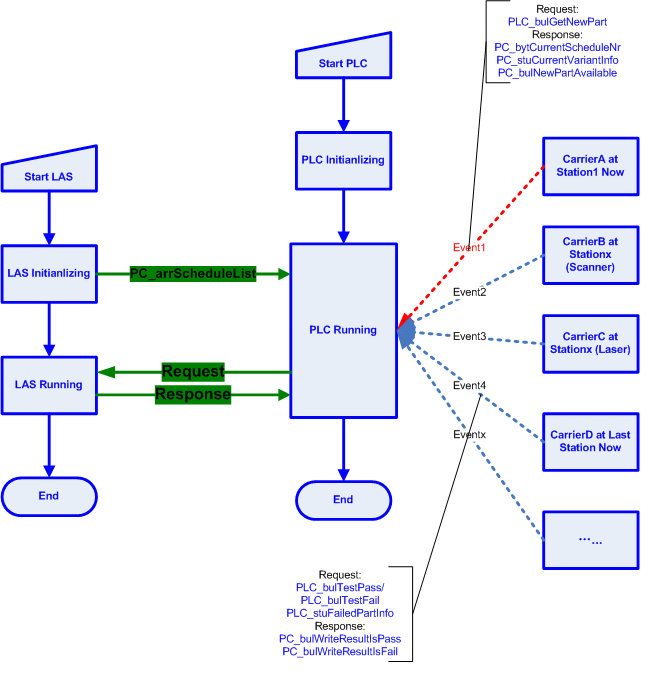 Request:
PLC_bulGetNewPart
Response:
PC_bytCurrentScheduleNr
PC_stuCurrentVariantInfo
PC_bulNewPartAvailable
Start PLC
PLC Initianlizing
Start LAS
LAS Initianlizing
PC_arrScheduleList
PLC Running
LAS Running
Request
Response
End
End
CarrierA at
Station1 Now
CarrierB at
Stationx
(Scanner)
CarrierC at
Stationx (Laser)
CarrierD at Last
Station Now
... ...
Event1
Event2
Event3
Event4
Eventx
Request:
PLC_bulTestPass/
PLC_bulTestFail
PLC_stuFailedPartInfo
Response:
PC_bulWriteResultIsPass
PC_bulWriteResultIsFail